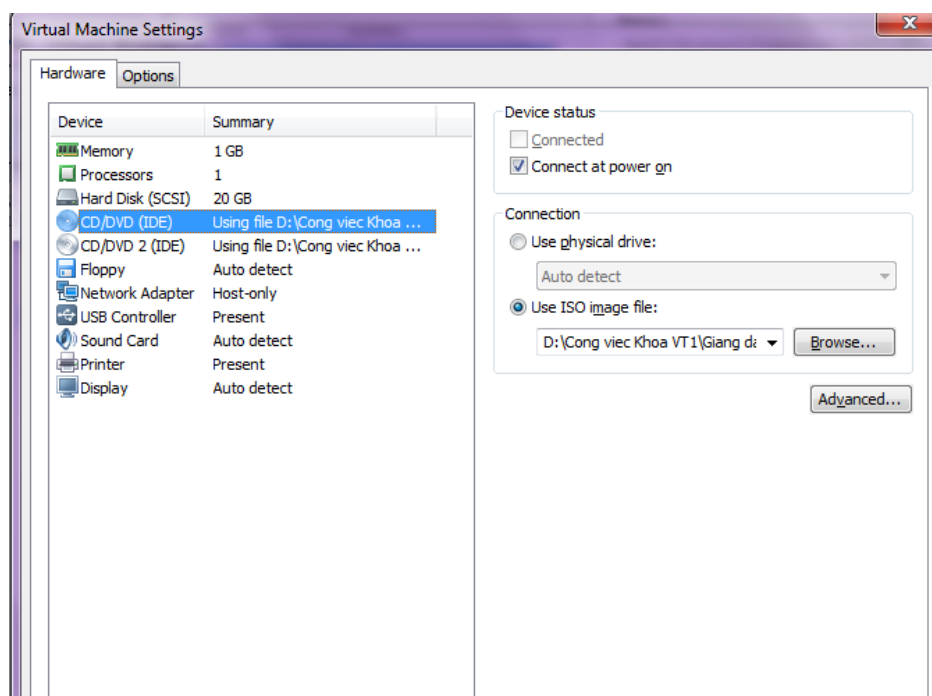 Virtual Machine Settings
Hardware Options
Device Summary
Memory 1 GB
Processors 1
Hard Disk (SCSI) 20 GB
CD/DVD (IDE) Using file D:\Cong viec Khoa ...
CD/DVD 2 (IDE) Using file D:\Cong viec Khoa ...
Floppy Auto detect
Network Adapter Host-only
USB Controller Present
Sound Card Auto detect
Printer Present
Display Auto detect
Device status
Connected
Connect at power on
Connection
Use physical drive:
Auto detect
Use ISO image file:
D:\Cong viec Khoa VT1\Giang da
Browse...
Advanced...